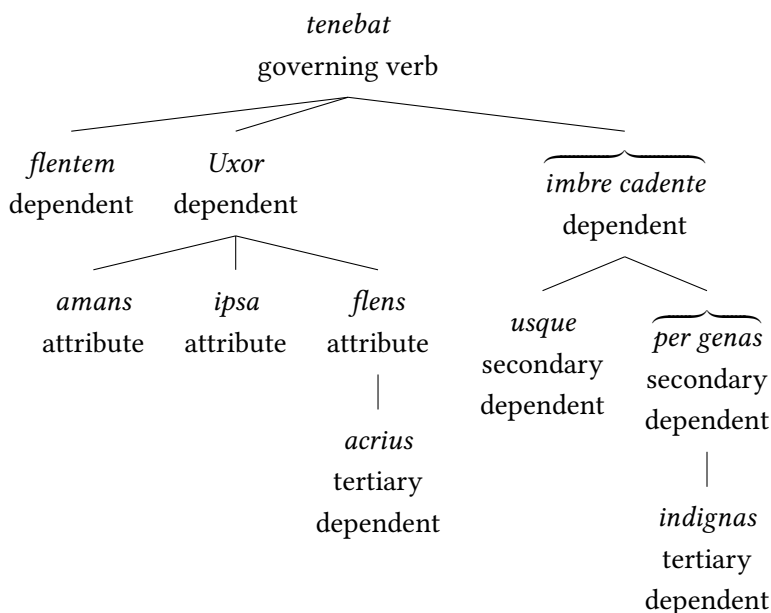 tenebat
governing verb
flentem
dependent
Uxor
dependent
imbre cadente
dependent
amans
attribute
ipsa
attribute
flens
attribute
usque
secondary
dependent
per genas
secondary
dependent
acrius
tertiary
dependent
indignas
tertiary
dependent